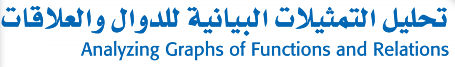 تحليل التمثيلات البيانية للدوال والعلاقات
Analyzing Graphs of Functions and Relations